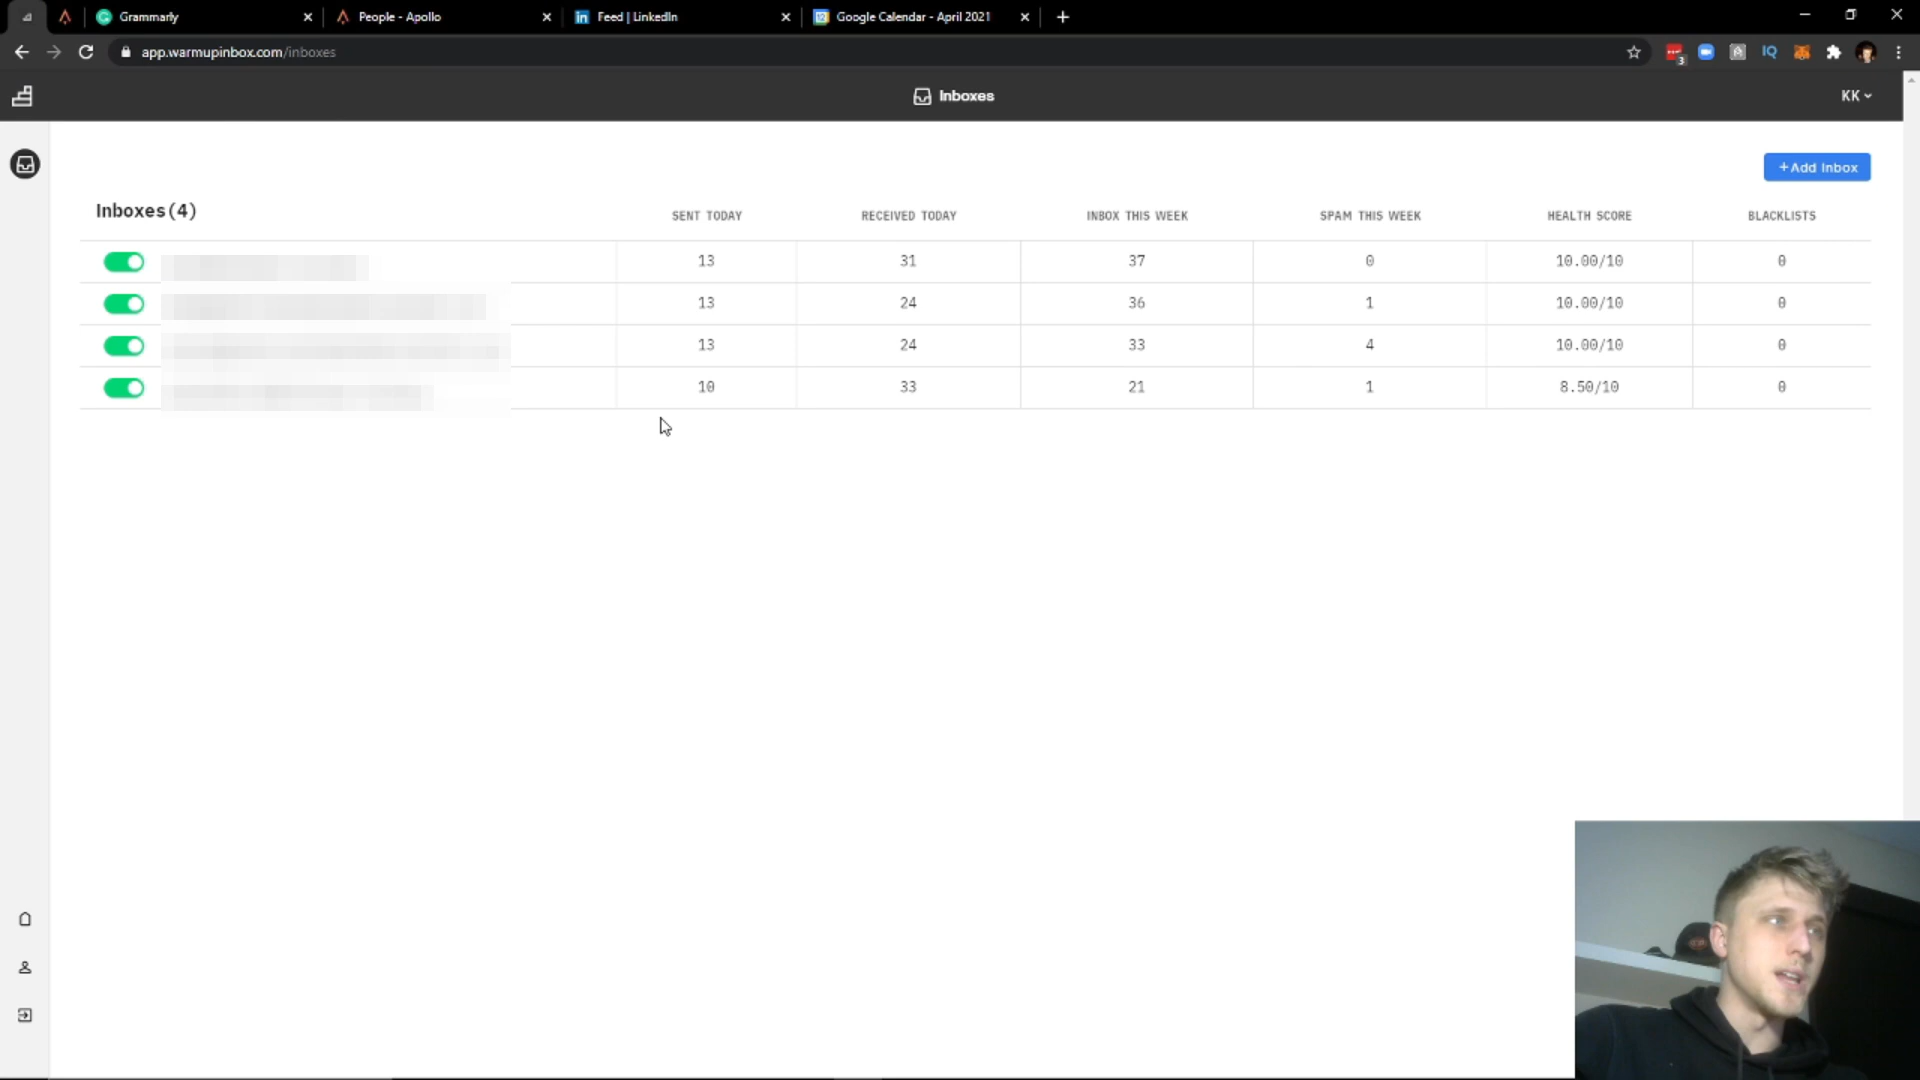 Grammarly
People - Apollo
Feed | LinkedIn
Google Calendar - April 2021
app.warmupinbox.com/inboxes
IQ
3
Inboxes
KK
+Add Inbox
Inboxes(4)
SENT TODAY
RECEIVED TODAY
INBOX THIS WEEK
SPAM THIS WEEK
HEALTH SCORE
BLACKLISTS
13 31 37 0 10.00/10 0
13 24 36 1 10.00/10 0
13 24 33 4 10.00/10 0
10 33 21 1 8.50/10 0